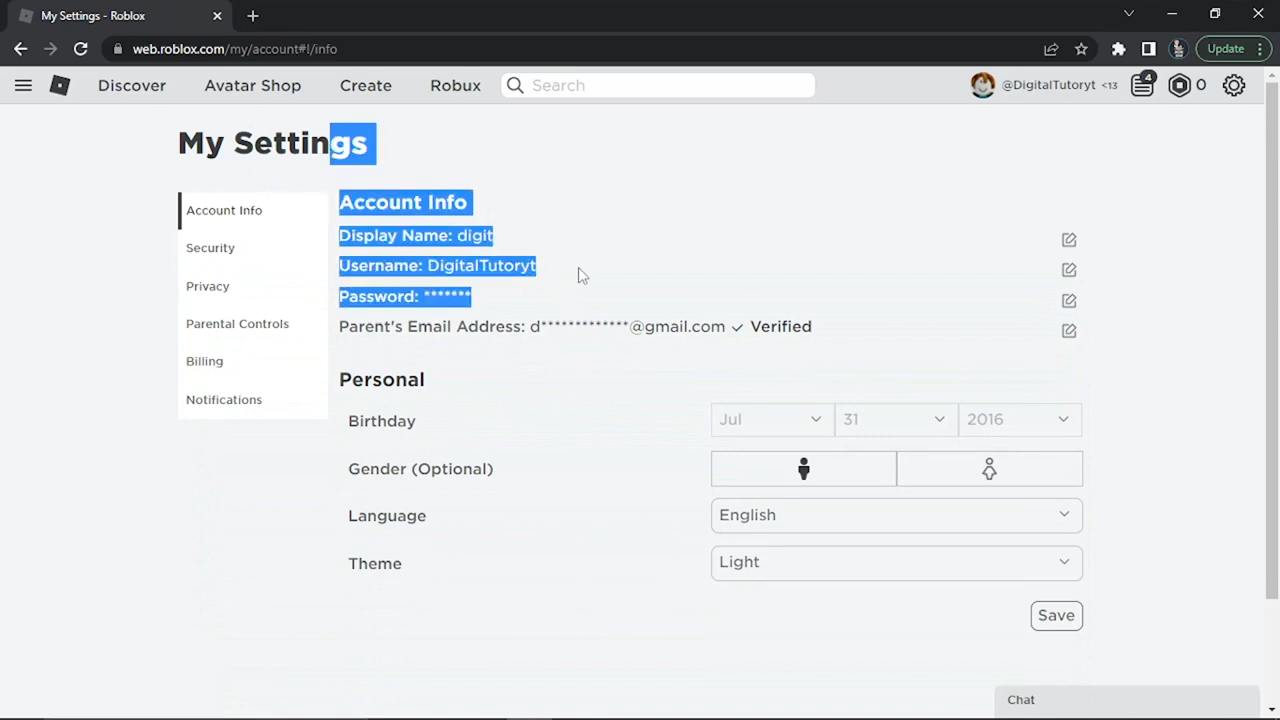 My Settings - Roblox
web.roblox.com/my/account#!/info
Update
Discover
Avatar Shop
Create
Robux
Search
@DigitalTutoryt <13
4
0
My Settings
Account Info
Security
Privacy
Parental Controls
Billing
Notifications
Account Info
Display Name: digit
Username: DigitalTutoryt
Password: *******
Parent's Email Address: d*************@gmail.com ✓ Verified
Personal
Birthday
Jul
31
2016
Gender (Optional)
Language
English
Theme
Light
Save
Chat